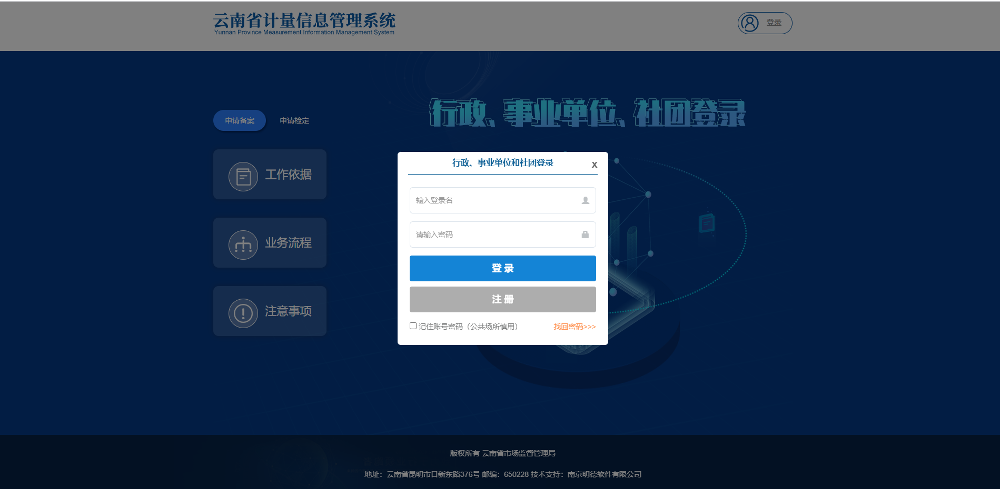 云南省计量信息管理系统
Yunnan Province Measurement Information Management System
登录
行政、事业单位、社团登录
申请备案
申请检定
工作依据
业务流程
注意事项
行政、事业单位和社团登录
x
输入登录名
请输入密码
登 录
注 册
记住账号密码（公共场所慎用）
找回密码>>>
版权所有 云南省市场监督管理局
地址：云南省昆明市日新东路376号 邮编：650228 技术支持：南京明德软件有限公司